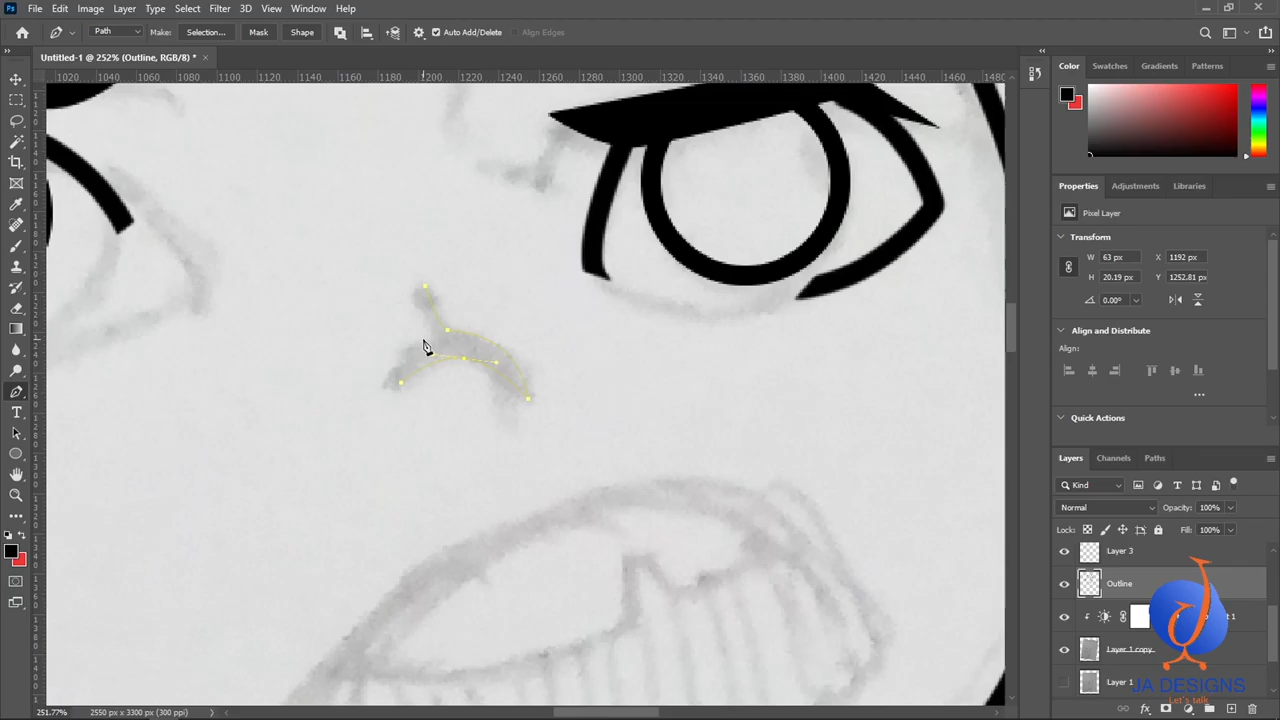 File Edit Image Layer Type Select Filter 3D View Window Help
Path Make: Selection... Mask Shape Auto Add/Delete Align Edges
Untitled-1 @ 252% (Outline, RGB/8) *
1020 1040 1060 1080 1100 1120 1140 1160 1180 1200 1220 1240 1260 1280 1300 1320 1340 1360 1380 1400 1420 1440 1460 1480
Color Swatches Gradients Patterns
Properties Adjustments Libraries
Pixel Layer
Transform
W 63 px X 1192 px
H 20.19 px Y 1252.81 px
0.00°
Align and Distribute
Align:
Quick Actions
Layers Channels Paths
Kind
Normal Opacity: 100%
Lock: Fill: 100%
Layer 3
Outline
Layer 1 copy
Layer 1
JA DESIGNS
Let's talk
251.77% 2550 px x 3300 px (300 ppi)